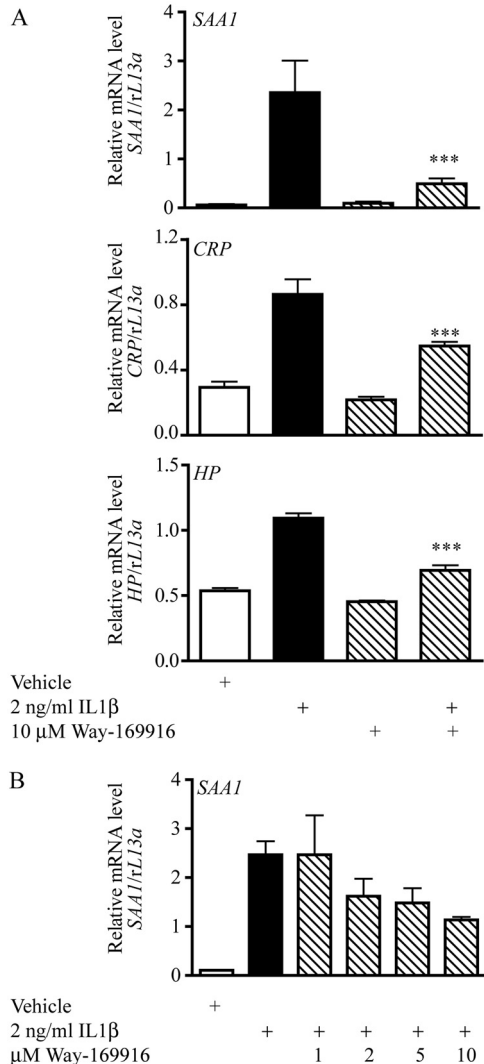 A
SAA1
Relative mRNA level
SAA1/rL13a
4
3
2
1
0
***
CRP
Relative mRNA level
CRP/rL13a
1.2
0.8
0.4
0.0
***
HP
Relative mRNA level
HP/rL13a
1.5
1.0
0.5
0.0
***
Vehicle +
2 ng/ml IL1β + +
10 µM Way-169916 + +
B
SAA1
Relative mRNA level
SAA1/rL13a
4
3
2
1
0
Vehicle +
2 ng/ml IL1β + + + + +
µM Way-169916 1 2 5 10